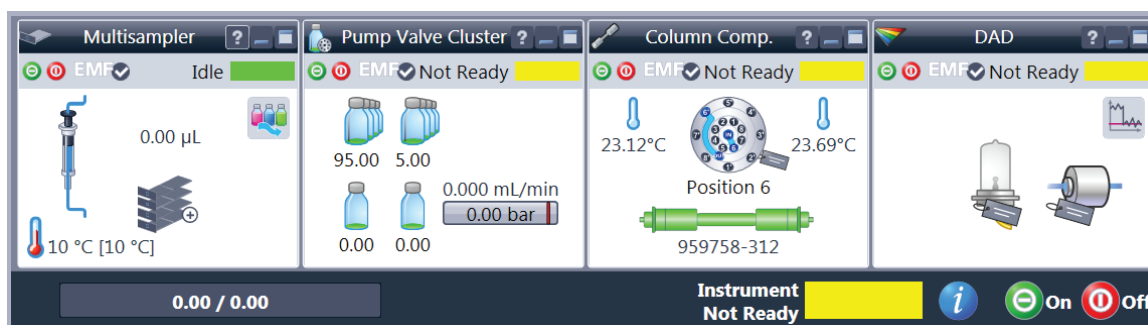 Multisampler ?
EMF Idle
0.00 µL
10 °C [10 °C]
Pump Valve Cluster ?
EMF Not Ready
95.00 5.00
0.000 mL/min
0.00 bar
0.00 0.00
Column Comp. ?
EMF Not Ready
23.12°C 23.69°C
Position 6
959758-312
DAD ?
EMF Not Ready
0.00 / 0.00
Instrument
Not Ready
i On Off